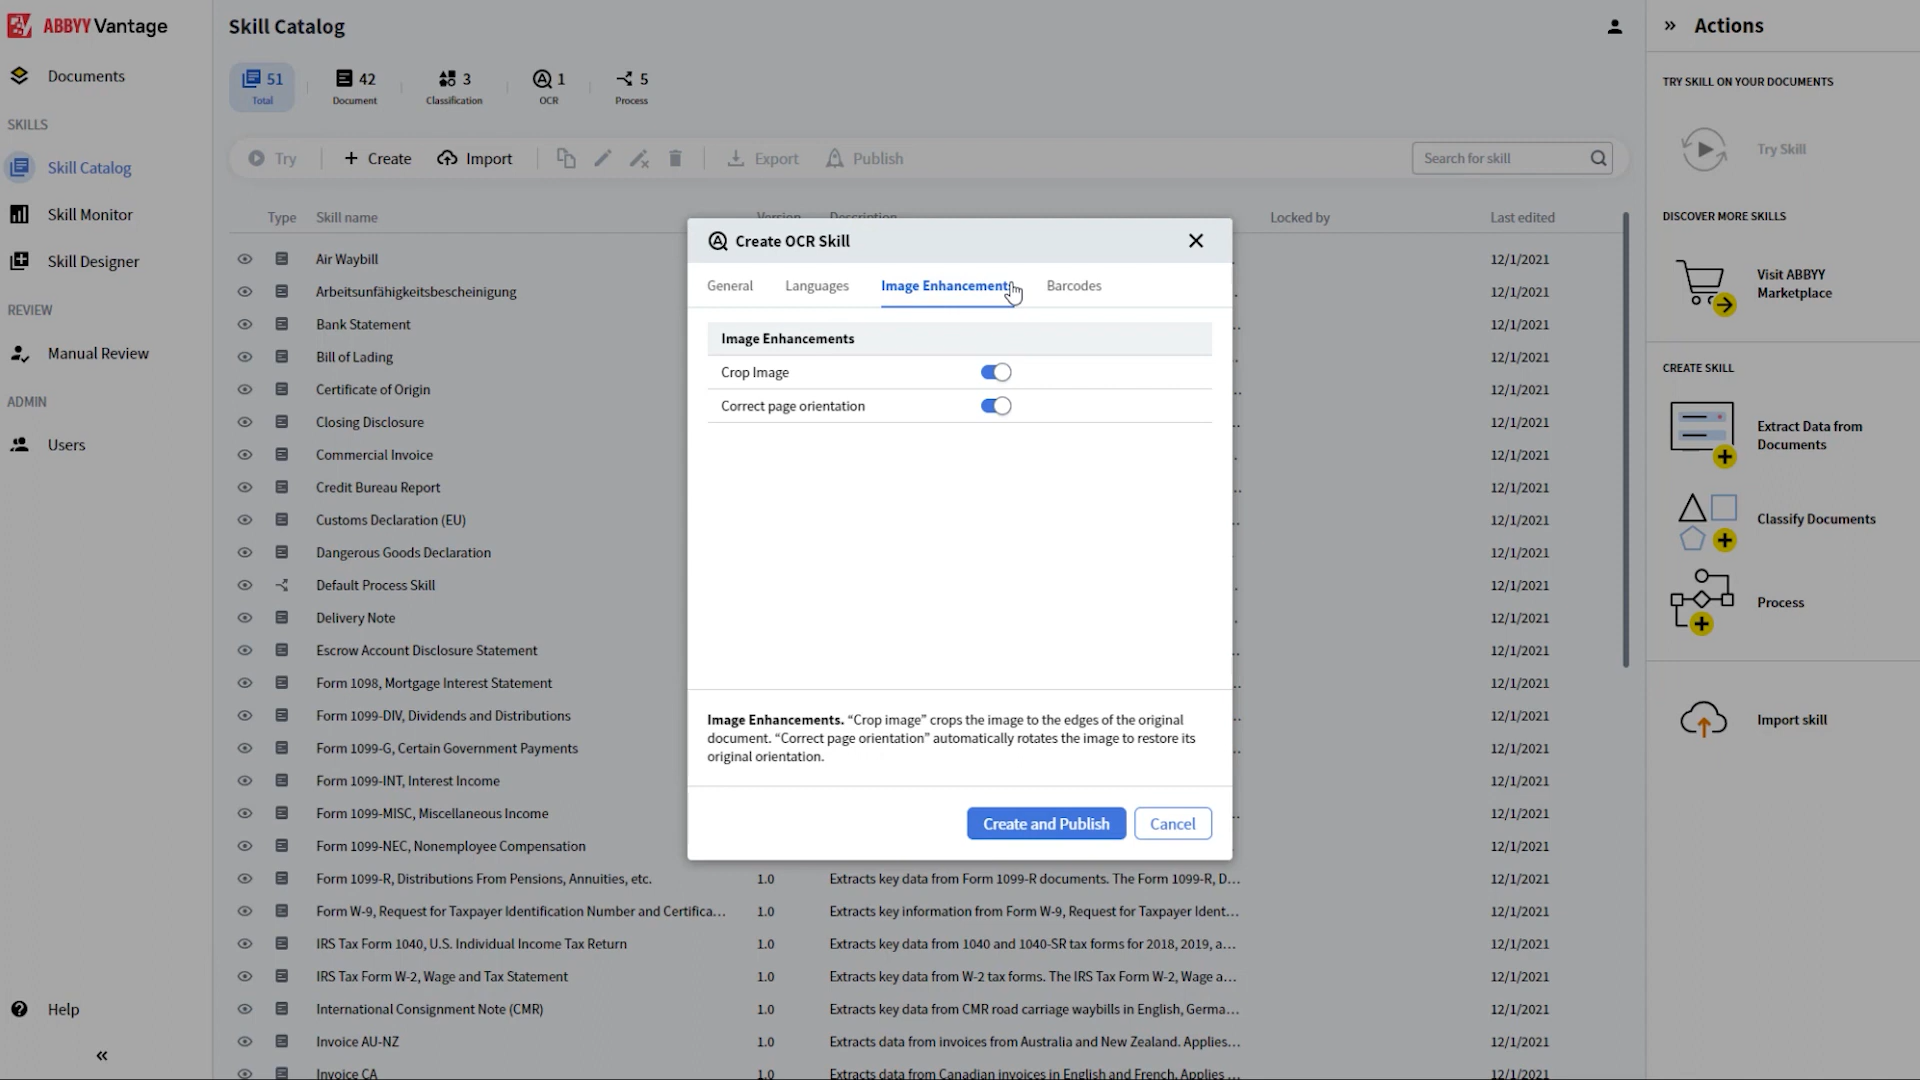 ABBYY Vantage
Documents
SKILLS
Skill Catalog
Skill Monitor
Skill Designer
REVIEW
Manual Review
ADMIN
Users
Help
Skill Catalog
51
Total
42
Document
3
Classification
1
OCR
5
Process
Try
Create
Import
Export
Publish
Search for skill
Type Skill name Version Description Locked by Last edited
Air Waybill 12/1/2021
Arbeitsunfähigkeitsbescheinigung 12/1/2021
Bank Statement 12/1/2021
Bill of Lading 12/1/2021
Certificate of Origin 12/1/2021
Closing Disclosure 12/1/2021
Commercial Invoice 12/1/2021
Credit Bureau Report 12/1/2021
Customs Declaration (EU) 12/1/2021
Dangerous Goods Declaration 12/1/2021
Default Process Skill 12/1/2021
Delivery Note 12/1/2021
Escrow Account Disclosure Statement 12/1/2021
Form 1098, Mortgage Interest Statement 12/1/2021
Form 1099-DIV, Dividends and Distributions 12/1/2021
Form 1099-G, Certain Government Payments 12/1/2021
Form 1099-INT, Interest Income 12/1/2021
Form 1099-MISC, Miscellaneous Income 12/1/2021
Form 1099-NEC, Nonemployee Compensation 12/1/2021
Form 1099-R, Distributions From Pensions, Annuities, etc. 1.0 Extracts key data from Form 1099-R documents. The Form 1099-R, D... 12/1/2021
Form W-9, Request for Taxpayer Identification Number and Certifica... 1.0 Extracts key information from Form W-9, Request for Taxpayer Ident... 12/1/2021
IRS Tax Form 1040, U.S. Individual Income Tax Return 1.0 Extracts key data from 1040 and 1040-SR tax forms for 2018, 2019, a... 12/1/2021
IRS Tax Form W-2, Wage and Tax Statement 1.0 Extracts key data from W-2 tax forms. The IRS Tax Form W-2, Wage a... 12/1/2021
International Consignment Note (CMR) 1.0 Extracts key data from CMR road carriage waybills in English, Germa... 12/1/2021
Invoice AU-NZ 1.0 Extracts data from invoices from Australia and New Zealand. Applies... 12/1/2021
Invoice CA 1.0 Extracts data from Canadian invoices in English and French. Applies ... 12/1/2021
Create OCR Skill
General Languages Image Enhancements Barcodes
Image Enhancements
Crop Image
Correct page orientation
Image Enhancements. “Crop image” crops the image to the edges of the original
document. “Correct page orientation” automatically rotates the image to restore its
original orientation.
Create and Publish
Cancel
Actions
TRY SKILL ON YOUR DOCUMENTS
Try Skill
DISCOVER MORE SKILLS
Visit ABBYY
Marketplace
CREATE SKILL
Extract Data from
Documents
Classify Documents
Process
Import skill